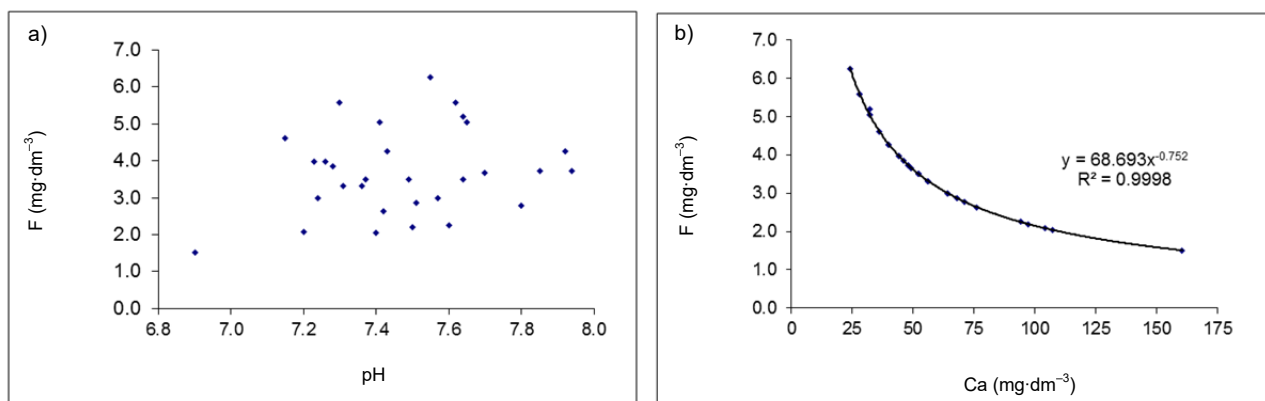 a)
7.0
6.0
5.0
4.0
3.0
2.0
1.0
0.0
F (mg·dm⁻³)
6.8 7.0 7.2 7.4 7.6 7.8 8.0
pH
b)
7.0
6.0
5.0
4.0
3.0
2.0
1.0
0.0
F (mg·dm⁻³)
y = 68.693x⁻⁰·⁷⁵²
R² = 0.9998
0 25 50 75 100 125 150 175
Ca (mg·dm⁻³)